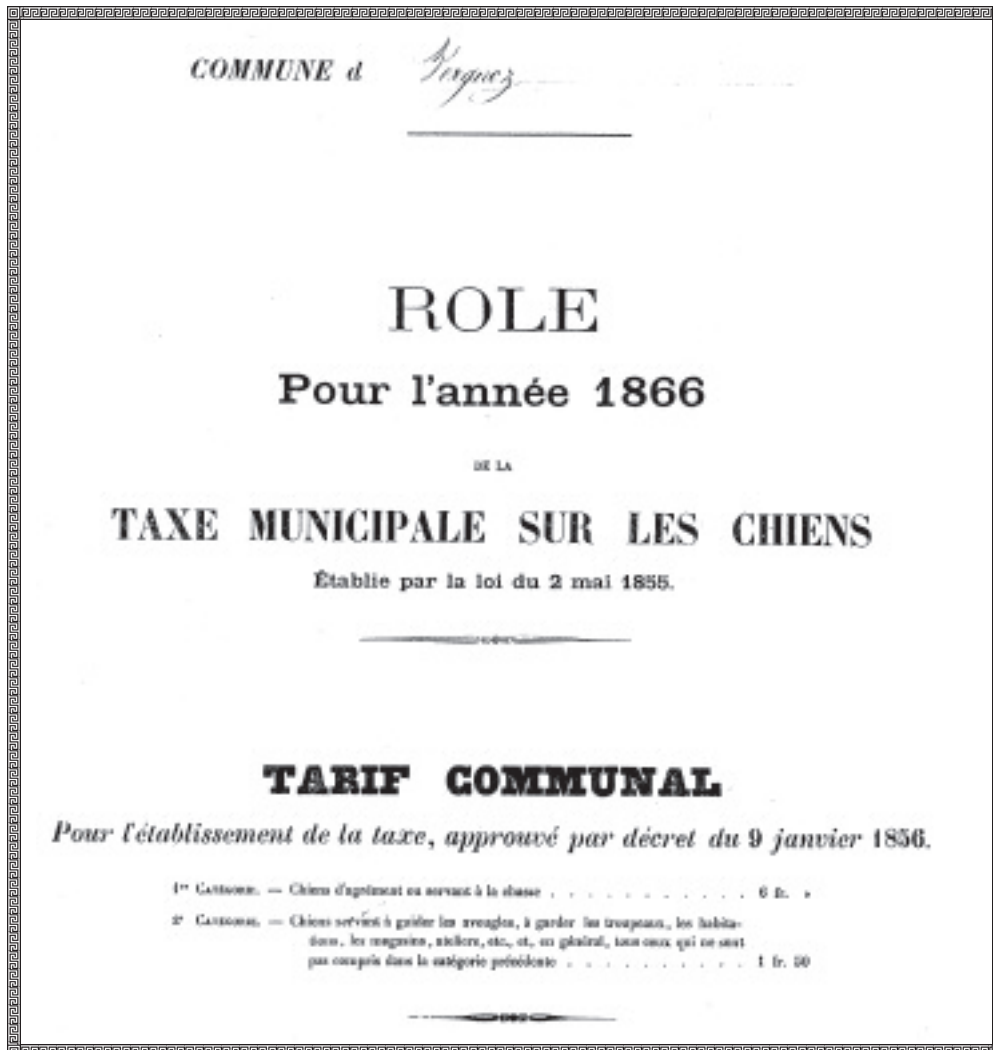 COMMUNE d Vergnez
ROLE
Pour l'année 1866
DE LA
TAXE MUNICIPALE SUR LES CHIENS
Établie par la loi du 2 mai 1855.
TARIF COMMUNAL
Pour l'établissement de la taxe, approuvé par décret du 9 janvier 1856.
1re CATÉGORIE. — Chiens d'agrément ou servant à la chasse . . . . . . . . . . . 6 fr. »
2e CATÉGORIE. — Chiens servant à guider les aveugles, à garder les troupeaux, les habita-
tions, les magasins, ateliers, etc., et, en général, tous ceux qui ne sont
pas compris dans la catégorie précédente . . . . . . . . . . 1 fr. 50